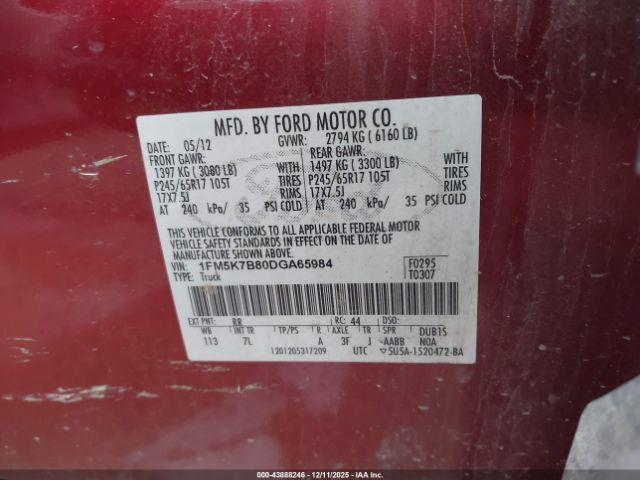 MFD. BY FORD MOTOR CO.
DATE: 05/12 GVWR: 2794 KG ( 6160 LB)
FRONT GAWR: REAR GAWR:
1397 KG ( 3080 LB) WITH 1497 KG ( 3300 LB) WITH
P245/65R17 105T TIRES P245/65R17 105T TIRES
17X7.5J RIMS 17X7.5J RIMS
AT 240 kPa/ 35 PSI COLD AT 240 kPa/ 35 PSI COLD
THIS VEHICLE CONFORMS TO ALL APPLICABLE FEDERAL MOTOR
VEHICLE SAFETY STANDARDS IN EFFECT ON THE DATE OF
MANUFACTURE SHOWN ABOVE.
VIN: 1FM5K7B80DGA65984 F0295
TYPE: Truck T0307
EXT PNT: RR RC: 44 DSO:
WB INT TR TP/PS R AXLE TR SPR DUB1S
113 7L A 3F J AABB N0A
1201205317209 UTC 5U5A-1520472-BA
Ford
000-43888246 - 12/11/2025 - IAAI, Inc.